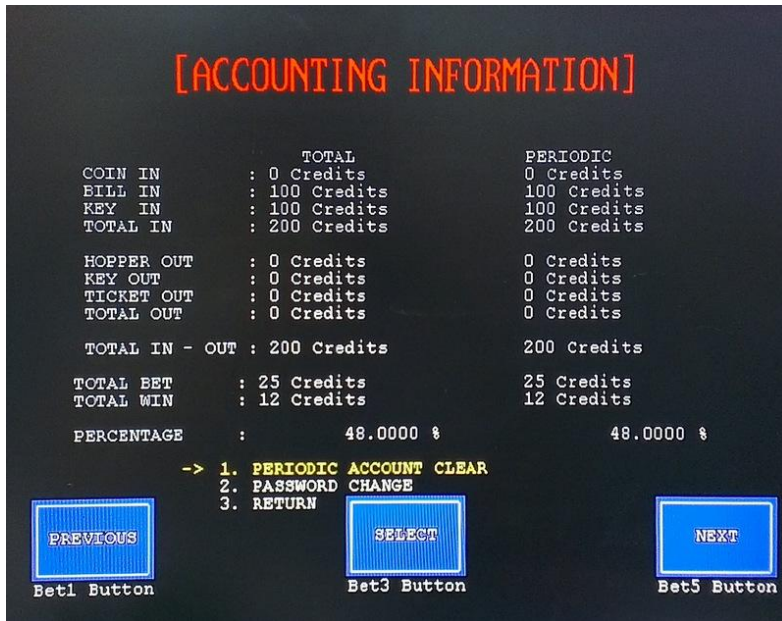 [ACCOUNTING INFORMATION]
TOTAL PERIODIC
COIN IN : 0 Credits 0 Credits
BILL IN : 100 Credits 100 Credits
KEY IN : 100 Credits 100 Credits
TOTAL IN : 200 Credits 200 Credits
HOPPER OUT : 0 Credits 0 Credits
KEY OUT : 0 Credits 0 Credits
TICKET OUT : 0 Credits 0 Credits
TOTAL OUT : 0 Credits 0 Credits
TOTAL IN - OUT : 200 Credits 200 Credits
TOTAL BET : 25 Credits 25 Credits
TOTAL WIN : 12 Credits 12 Credits
PERCENTAGE : 48.0000 % 48.0000 %
-> 1. PERIODIC ACCOUNT CLEAR
2. PASSWORD CHANGE
3. RETURN
PREVIOUS SELECT NEXT
Bet1 Button Bet3 Button Bet5 Button